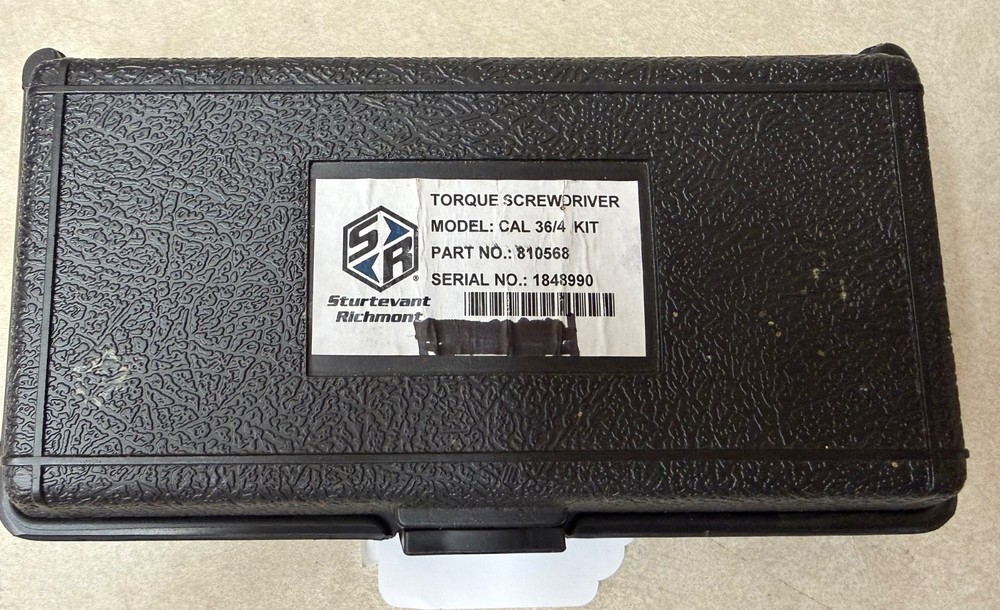 TORQUE SCREWDRIVER
MODEL: CAL 36/4 KIT
PART NO.: 810568
SERIAL NO.: 1848990
SR®
Sturtevant
Richmont